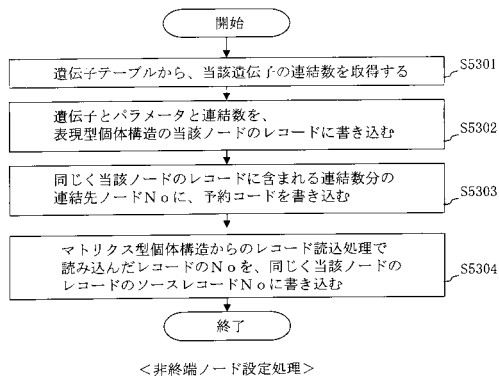 開始
遺伝子テーブルから、当該遺伝子の連結数を取得する
S5301
遺伝子とパラメータと連結数を、
表現型個体構造の当該ノードのレコードに書き込む
S5302
同じく当該ノードのレコードに含まれる連結数分の
連結先ノードNoに、予約コードを書き込む
S5303
マトリクス型個体構造からのレコード読込処理で
読み込んだレコードのNoを、同じく当該ノードの
レコードのソースレコードNoに書き込む
S5304
終了
＜非終端ノード設定処理＞